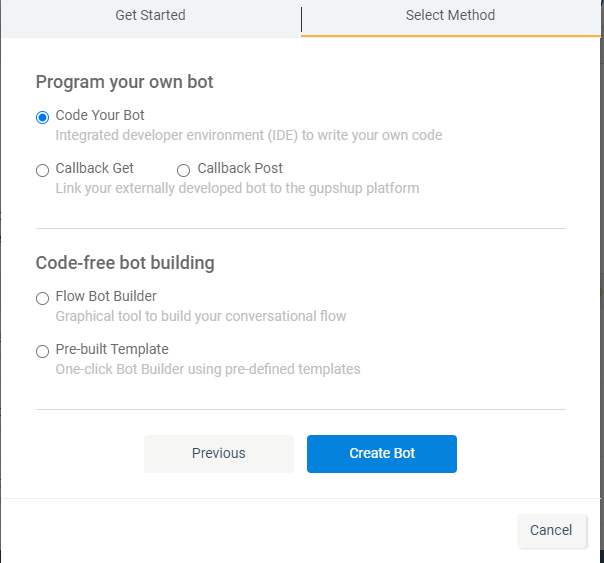 Get Started
Select Method
Program your own bot
Code Your Bot
Integrated developer environment (IDE) to write your own code
Callback Get
Callback Post
Link your externally developed bot to the gupshup platform
Code-free bot building
Flow Bot Builder
Graphical tool to build your conversational flow
Pre-built Template
One-click Bot Builder using pre-defined templates
Previous
Create Bot
Cancel